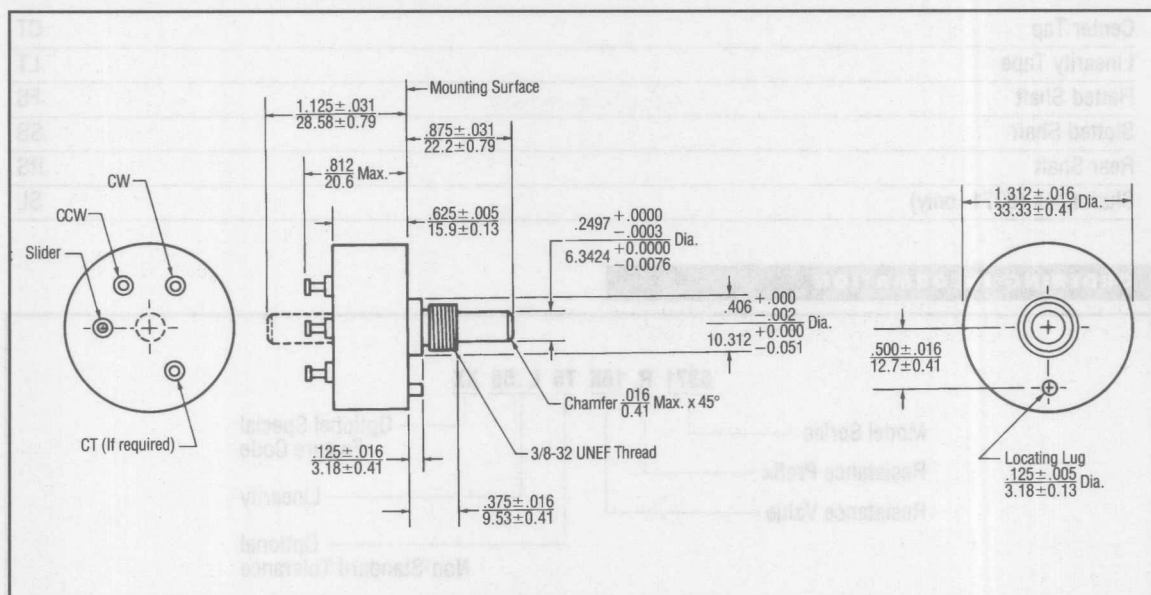 Mounting Surface
1.125±.031
28.58±0.79
.875±.031
22.2±0.79
.812
20.6 Max.
CW
CCW
Slider
CT (If required)
.625±.005
15.9±0.13
.2497 +.0000
-.0003
6.3424 +0.0000
-0.0076 Dia.
.406 +.000
-.002
10.312 +0.000
-0.051 Dia.
Chamfer .016
0.41 Max. x 45°
3/8-32 UNEF Thread
.125±.016
3.18±0.41
.375±.016
9.53±0.41
1.312±.016
33.33±0.41 Dia.
.500±.016
12.7±0.41
Locating Lug
.125±.005
3.18±0.13 Dia.
Center Tap
CT
Linearity Tape
LT
Flatted Shaft
Slotted Shaft
SS
Rear Shaft
RS
SL
Model Series
Resistance Prefix
Resistance Value
Optional Special
Feature Code
Linearity
Optional
Non Standard Tolerance